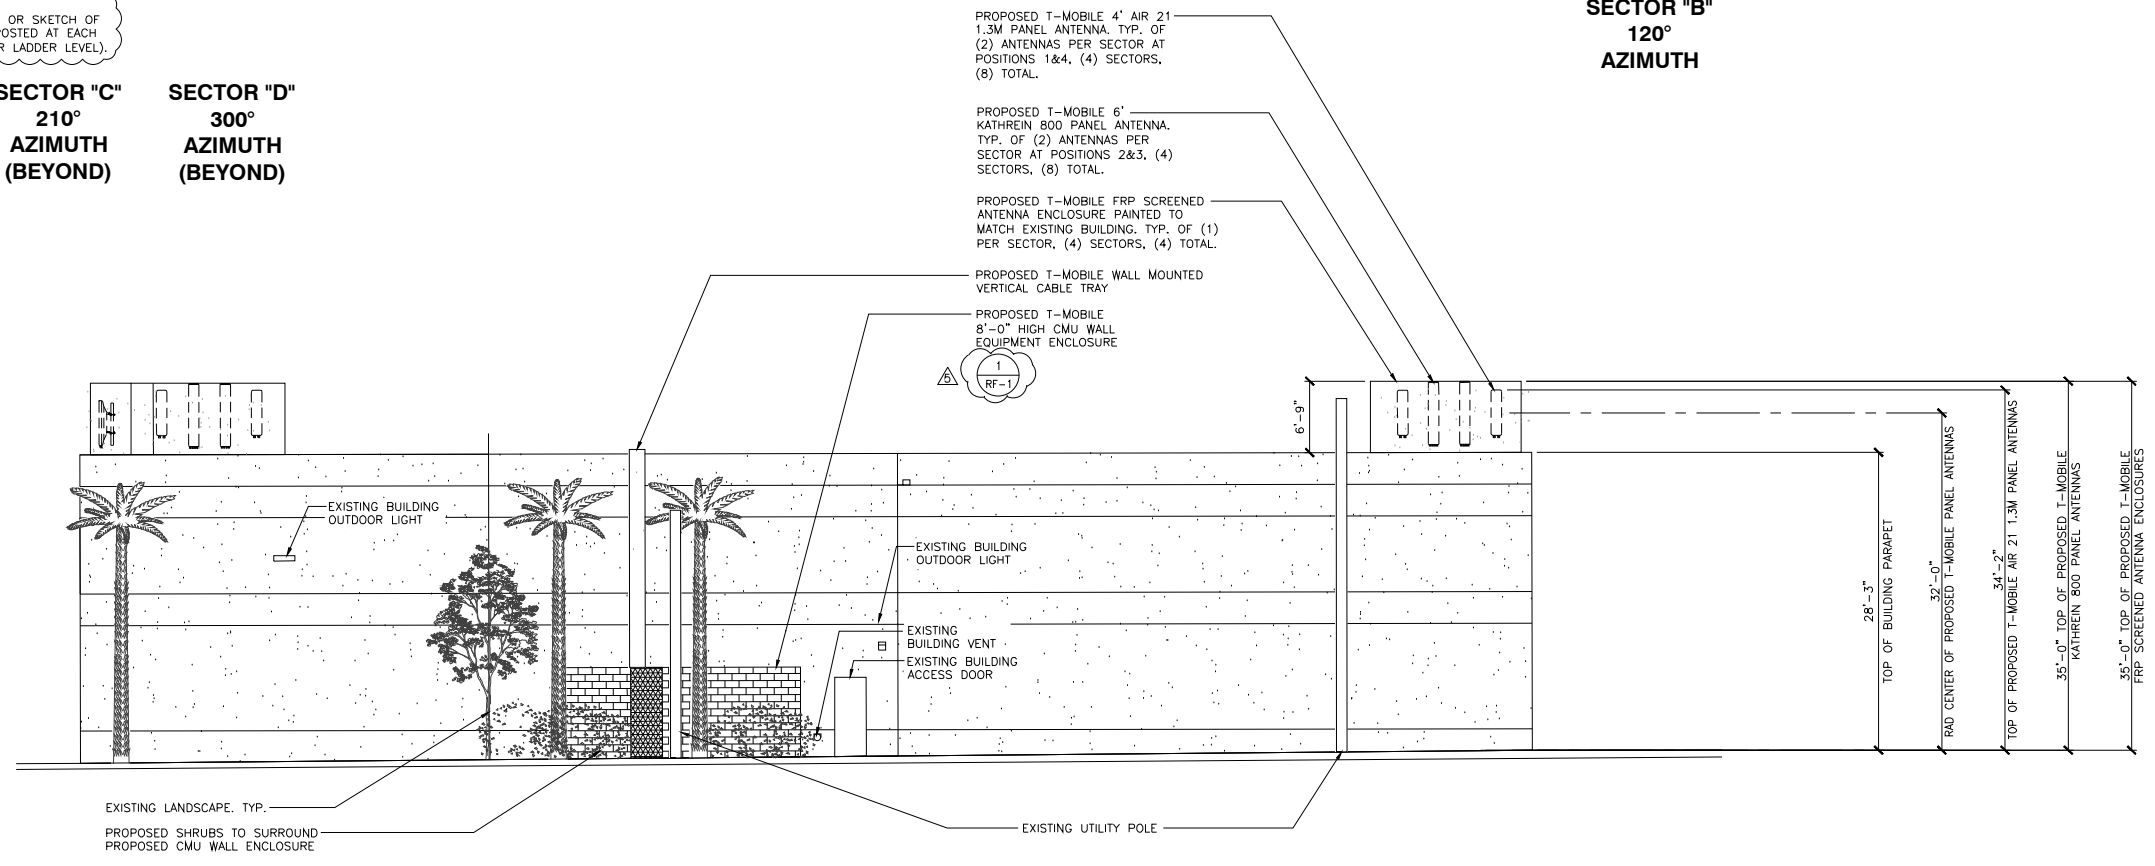 OR SKETCH OF
POSTED AT EACH
R LADDER LEVEL).
SECTOR "C"
210°
AZIMUTH
(BEYOND)
SECTOR "D"
300°
AZIMUTH
(BEYOND)
PROPOSED T-MOBILE 4' AIR 21
1.3M PANEL ANTENNA. TYP. OF
(2) ANTENNAS PER SECTOR AT
POSITIONS 1&4, (4) SECTORS,
(8) TOTAL.
PROPOSED T-MOBILE 6'
KATHREIN 800 PANEL ANTENNA.
TYP. OF (2) ANTENNAS PER
SECTOR AT POSITIONS 2&3, (4)
SECTORS, (8) TOTAL.
PROPOSED T-MOBILE FRP SCREENED
ANTENNA ENCLOSURE PAINTED TO
MATCH EXISTING BUILDING. TYP. OF (1)
PER SECTOR, (4) SECTORS, (4) TOTAL.
PROPOSED T-MOBILE WALL MOUNTED
VERTICAL CABLE TRAY
PROPOSED T-MOBILE
8'-0" HIGH CMU WALL
EQUIPMENT ENCLOSURE
5
1
RF-1
SECTOR "B"
120°
AZIMUTH
6'-9"
EXISTING BUILDING
OUTDOOR LIGHT
EXISTING BUILDING
OUTDOOR LIGHT
EXISTING
BUILDING VENT
EXISTING BUILDING
ACCESS DOOR
28'-3"
TOP OF BUILDING PARAPET
32'-0"
RAD CENTER OF PROPOSED T-MOBILE PANEL ANTENNAS
34'-2"
TOP OF PROPOSED T-MOBILE AIR 21 1.3M PANEL ANTENNAS
35'-0" TOP OF PROPOSED T-MOBILE
KATHREIN 800 PANEL ANTENNAS
35'-0" TOP OF PROPOSED T-MOBILE
FRP SCREENED ANTENNA ENCLOSURES
EXISTING LANDSCAPE. TYP.
PROPOSED SHRUBS TO SURROUND
PROPOSED CMU WALL ENCLOSURE
EXISTING UTILITY POLE